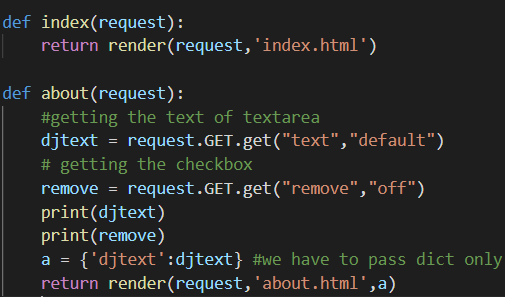 def index(request):
    return render(request,'index.html')
def about(request):
    #getting the text of textarea
    djtext = request.GET.get("text","default")
    # getting the checkbox
    remove = request.GET.get("remove","off")
    print(djtext)
    print(remove)
    a = {'djtext':djtext} #we have to pass dict only
    return render(request,'about.html',a)